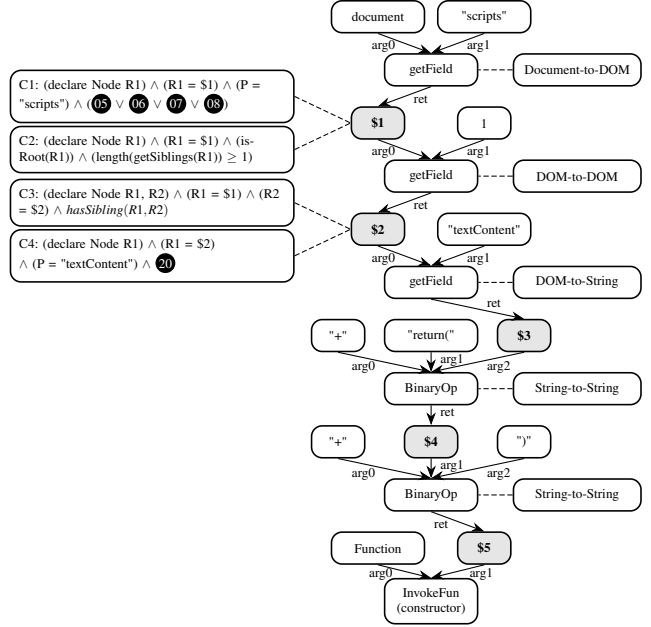 document
"scripts"
arg0
arg1
getField
Document-to-DOM
ret
C1: (declare Node R1) ∧ (R1 = $1) ∧ (P =
"scripts") ∧ (05 ∨ 06 ∨ 07 ∨ 08)
$1
1
C2: (declare Node R1) ∧ (R1 = $1) ∧ (is-
Root(R1)) ∧ (length(getSiblings(R1)) ≥ 1)
arg0
arg1
getField
DOM-to-DOM
ret
C3: (declare Node R1, R2) ∧ (R1 = $1) ∧ (R2
= $2) ∧ hasSibling(R1,R2)
$2
"textContent"
C4: (declare Node R1) ∧ (R1 = $2)
∧ (P = "textContent") ∧ 20
arg0
arg1
getField
DOM-to-String
ret
"+"
"return("
$3
arg0
arg1
arg2
BinaryOp
String-to-String
ret
"+"
$4
")"
arg0
arg1
arg2
BinaryOp
String-to-String
ret
Function
$5
arg0
arg1
InvokeFun
(constructor)